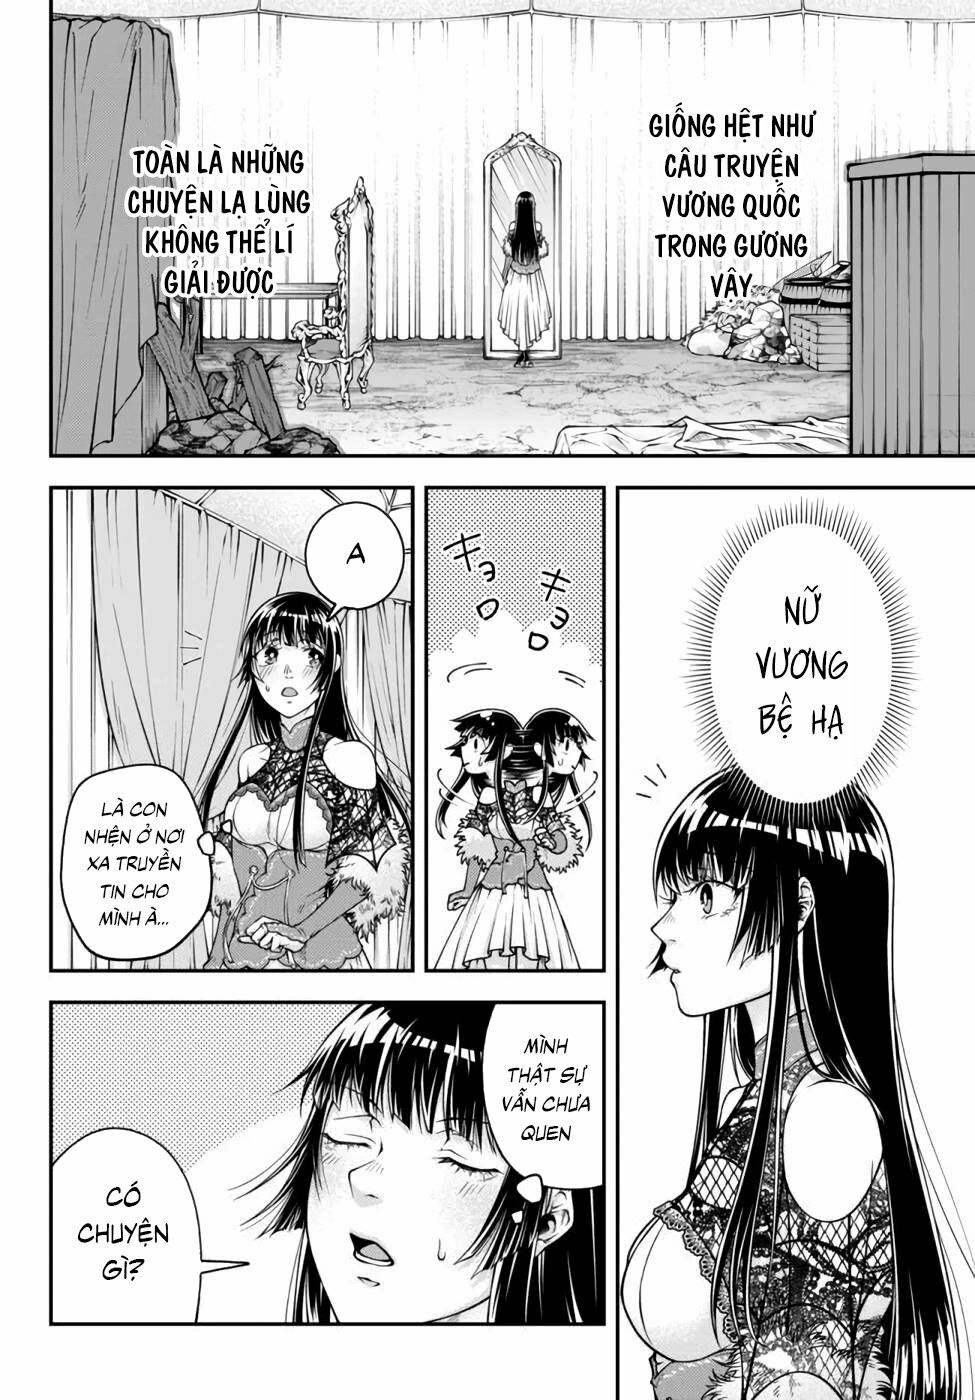 GIỐNG HỆT NHƯ
CÂU TRUYỆN
VƯƠNG QUỐC
TRONG GƯƠNG
VẬY
TOÀN LÀ NHỮNG
CHUYỆN LẠ LÙNG
KHÔNG THỂ LÍ
GIẢI ĐƯỢC
NỮ
VƯƠNG
BỆ HẠ
キョロ
キョロ
A
LÀ CON
NHỆN Ở NƠI
XA TRUYỀN
TIN CHO
MÌNH À...
MÌNH
THẬT SỰ
VẪN CHƯA
QUEN
CÓ
CHUYỆN
GÌ?